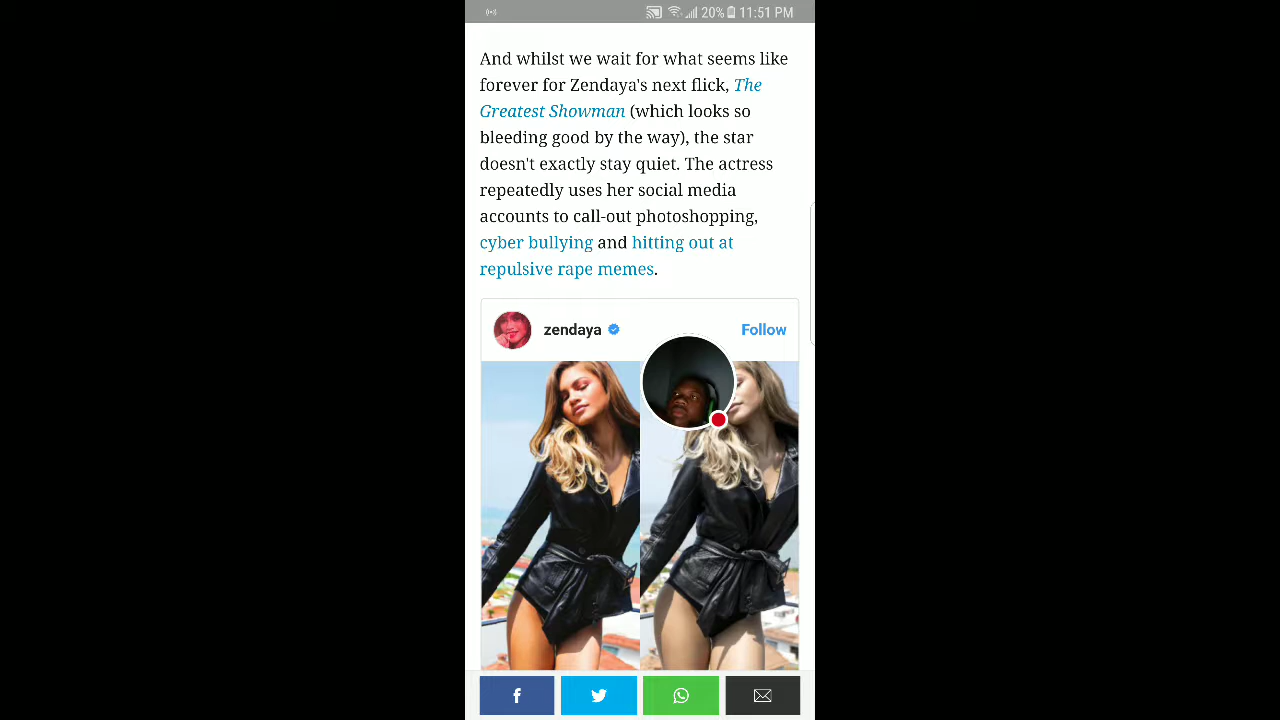 20% 11:51 PM
And whilst we wait for what seems like
forever for Zendaya's next flick, The
Greatest Showman (which looks so
bleeding good by the way), the star
doesn't exactly stay quiet. The actress
repeatedly uses her social media
accounts to call-out photoshopping,
cyber bullying and hitting out at
repulsive rape memes.
zendaya Follow